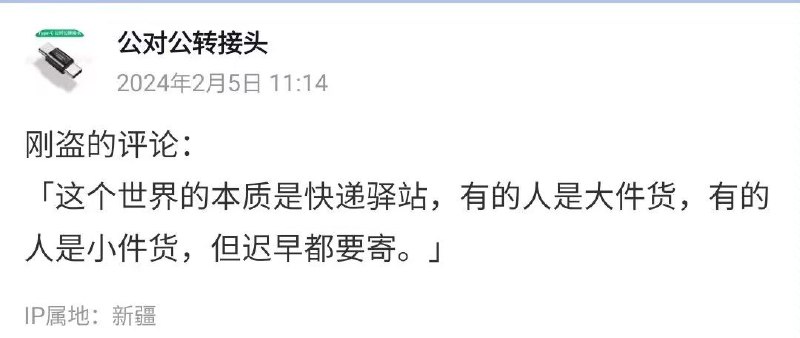 公对公转接头
2024年2月5日 11:14
刚盗的评论：
「这个世界的本质是快递驿站，有的人是大件货，有的
人是小件货，但迟早都要寄。」
IP属地：新疆